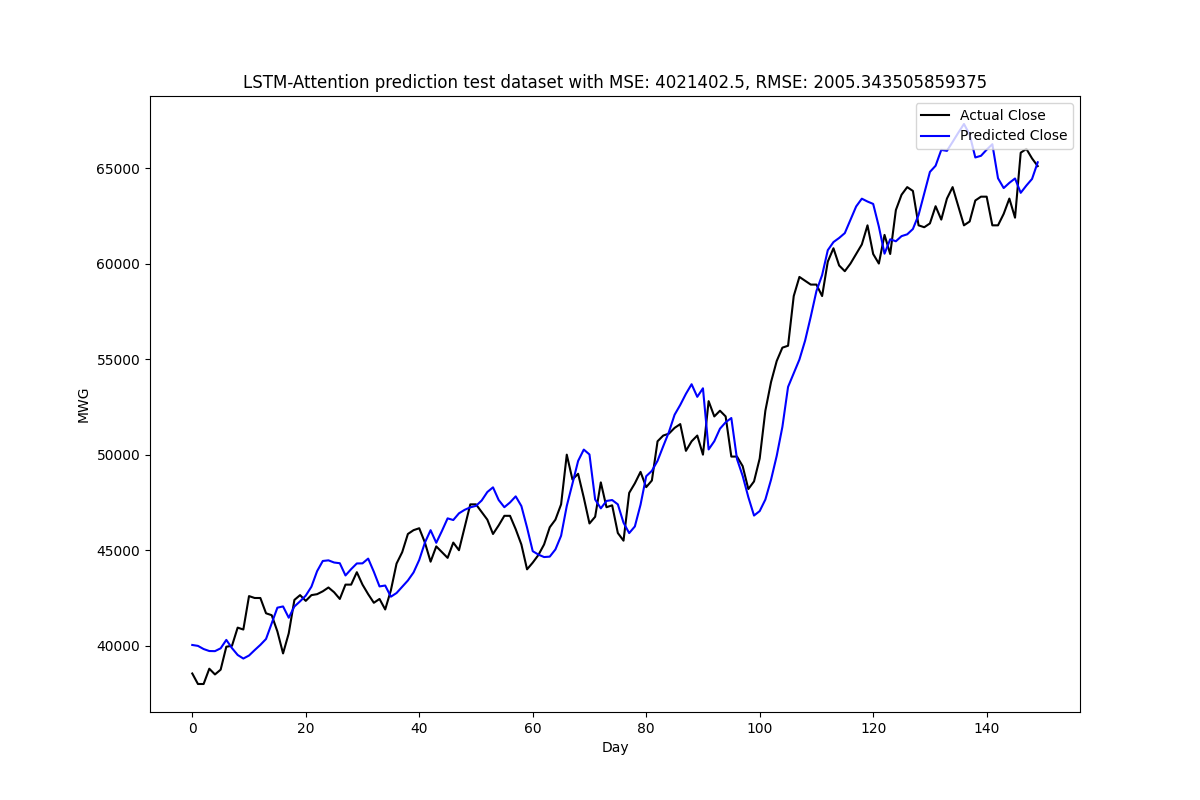 LSTM-Attention prediction test dataset with MSE: 4021402.5, RMSE: 2005.343505859375
Actual Close
Predicted Close
65000
60000
55000
50000
45000
40000
MWG
0 20 40 60 80 100 120 140
Day